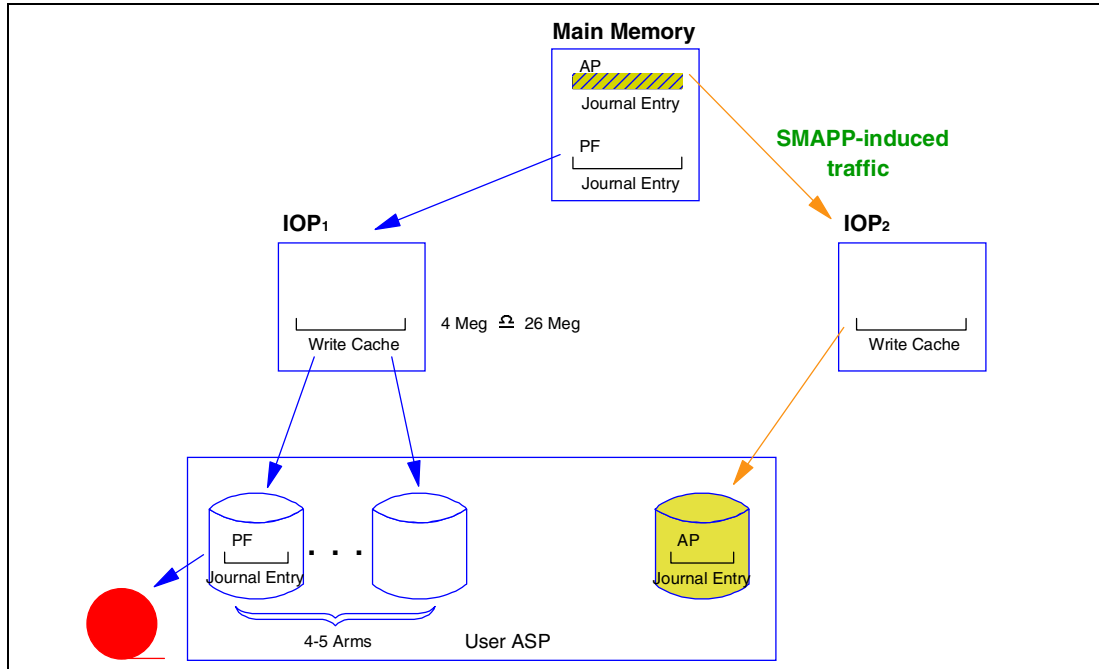 Main Memory
AP
Journal Entry
PF
Journal Entry
SMAPP-induced
traffic
IOP1
IOP2
Write Cache
4 Meg ♎ 26 Meg
Write Cache
PF
Journal Entry
. . .
AP
Journal Entry
4-5 Arms
User ASP